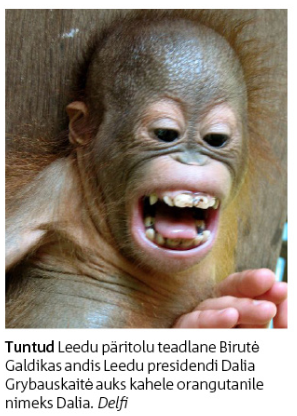 Tuntud Leedu päritolu teadlane Birutė
Galdikas andis Leedu presidendi Dalia
Grybauskaitė auks kahele orangutanile
nimeks Dalia. Delfi